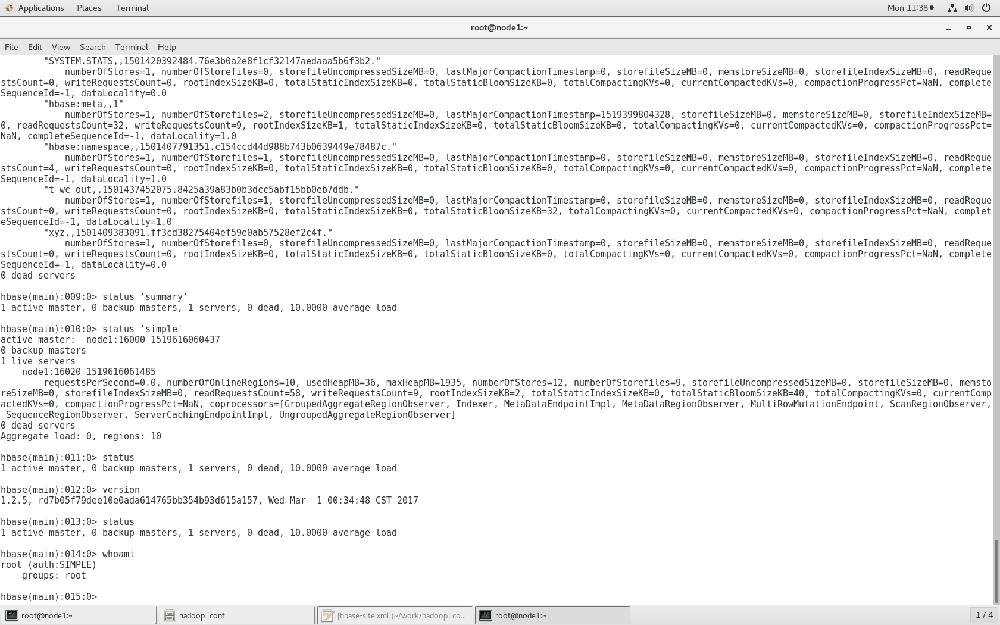 Applications Places Terminal Mon 11:38
root@node1:~
File Edit View Search Terminal Help
"SYSTEM.STATS,,1501420392484.76e3b0a2e8f1cf32147aedaaa5b6f3b2."
numberOfStores=1, numberOfStorefiles=0, storefileUncompressedSizeMB=0, lastMajorCompactionTimestamp=0, storefileSizeMB=0, memstoreSizeMB=0, storefileIndexSizeMB=0, readReque
stsCount=0, writeRequestsCount=0, rootIndexSizeKB=0, totalStaticIndexSizeKB=0, totalStaticBloomSizeKB=0, totalCompactingKVs=0, currentCompactedKVs=0, compactionProgressPct=NaN, complete
SequenceId=-1, dataLocality=0.0
"hbase:meta,,1"
numberOfStores=1, numberOfStorefiles=2, storefileUncompressedSizeMB=0, lastMajorCompactionTimestamp=1519399804328, storefileSizeMB=0, memstoreSizeMB=0, storefileIndexSizeMB=
0, readRequestsCount=32, writeRequestsCount=9, rootIndexSizeKB=1, totalStaticIndexSizeKB=0, totalStaticBloomSizeKB=0, totalCompactingKVs=0, currentCompactedKVs=0, compactionProgressPct=
NaN, completeSequenceId=-1, dataLocality=1.0
"hbase:namespace,,1501407791351.c154ccd44d988b743b0639449e78487c."
numberOfStores=1, numberOfStorefiles=1, storefileUncompressedSizeMB=0, lastMajorCompactionTimestamp=0, storefileSizeMB=0, memstoreSizeMB=0, storefileIndexSizeMB=0, readReque
stsCount=4, writeRequestsCount=0, rootIndexSizeKB=0, totalStaticIndexSizeKB=0, totalStaticBloomSizeKB=0, totalCompactingKVs=0, currentCompactedKVs=0, compactionProgressPct=NaN, complete
SequenceId=-1, dataLocality=1.0
"t_wc_out,,1501437452075.8425a39a83b0b3dcc5abf15bb0eb7ddb."
numberOfStores=1, numberOfStorefiles=1, storefileUncompressedSizeMB=0, lastMajorCompactionTimestamp=0, storefileSizeMB=0, memstoreSizeMB=0, storefileIndexSizeMB=0, readReque
stsCount=0, writeRequestsCount=0, rootIndexSizeKB=0, totalStaticIndexSizeKB=0, totalStaticBloomSizeKB=32, totalCompactingKVs=0, currentCompactedKVs=0, compactionProgressPct=NaN, complet
eSequenceId=-1, dataLocality=1.0
"xyz,,1501409383091.ff3cd38275404ef59e0ab57528ef2c4f."
numberOfStores=1, numberOfStorefiles=0, storefileUncompressedSizeMB=0, lastMajorCompactionTimestamp=0, storefileSizeMB=0, memstoreSizeMB=0, storefileIndexSizeMB=0, readReque
stsCount=0, writeRequestsCount=0, rootIndexSizeKB=0, totalStaticIndexSizeKB=0, totalStaticBloomSizeKB=0, totalCompactingKVs=0, currentCompactedKVs=0, compactionProgressPct=NaN, complete
SequenceId=-1, dataLocality=0.0
0 dead servers
hbase(main):009:0> status 'summary'
1 active master, 0 backup masters, 1 servers, 0 dead, 10.0000 average load
hbase(main):010:0> status 'simple'
active master:  node1:16000 1519616060437
0 backup masters
1 live servers
node1:16020 1519616061485
requestsPerSecond=0.0, numberOfOnlineRegions=10, usedHeapMB=36, maxHeapMB=1935, numberOfStores=12, numberOfStorefiles=9, storefileUncompressedSizeMB=0, storefileSizeMB=0, memsto
reSizeMB=0, storefileIndexSizeMB=0, readRequestsCount=58, writeRequestsCount=9, rootIndexSizeKB=2, totalStaticIndexSizeKB=0, totalStaticBloomSizeKB=40, totalCompactingKVs=0, currentComp
actedKVs=0, compactionProgressPct=NaN, coprocessors=[GroupedAggregateRegionObserver, Indexer, MetaDataEndpointImpl, MetaDataRegionObserver, MultiRowMutationEndpoint, ScanRegionObserver,
SequenceRegionObserver, ServerCachingEndpointImpl, UngroupedAggregateRegionObserver]
0 dead servers
Aggregate load: 0, regions: 10
hbase(main):011:0> status
1 active master, 0 backup masters, 1 servers, 0 dead, 10.0000 average load
hbase(main):012:0> version
1.2.5, rd7b05f79dee10e0ada614765bb354b93d615a157, Wed Mar  1 00:34:48 CST 2017
hbase(main):013:0> status
1 active master, 0 backup masters, 1 servers, 0 dead, 10.0000 average load
hbase(main):014:0> whoami
root (auth:SIMPLE)
groups: root
hbase(main):015:0>
root@node1:~ hadoop_conf [hbase-site.xml (~/work/hadoop_co... root@node1:~ 1 / 4